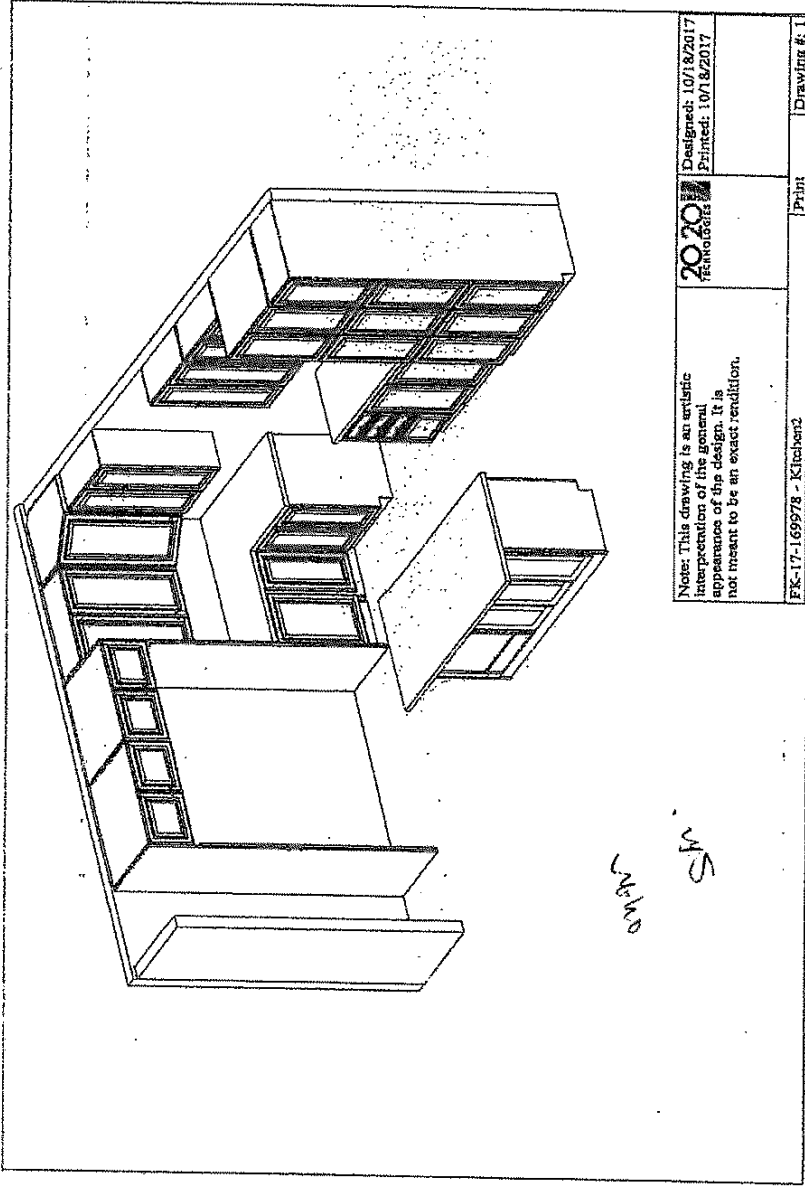 Note: This drawing is an artistic
interpretation of the general
appearance of the design. It is
not meant to be an exact rendition.
20 20
TECHNOLOGIES
Designed: 10/18/2017
Printed: 10/18/2017
FK-17-169978 - Kitchen2
Print
Drawing #: 1